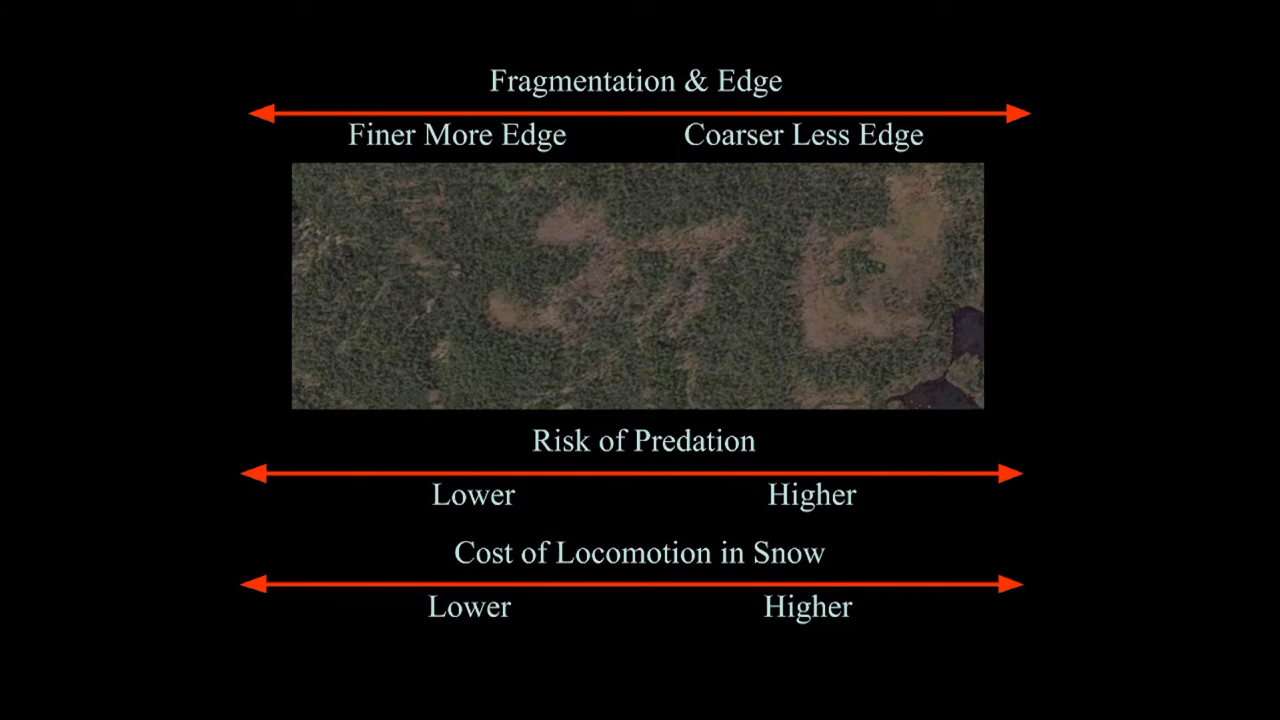 Fragmentation & Edge
Finer More Edge Coarser Less Edge
Risk of Predation
Lower Higher
Cost of Locomotion in Snow
Lower Higher